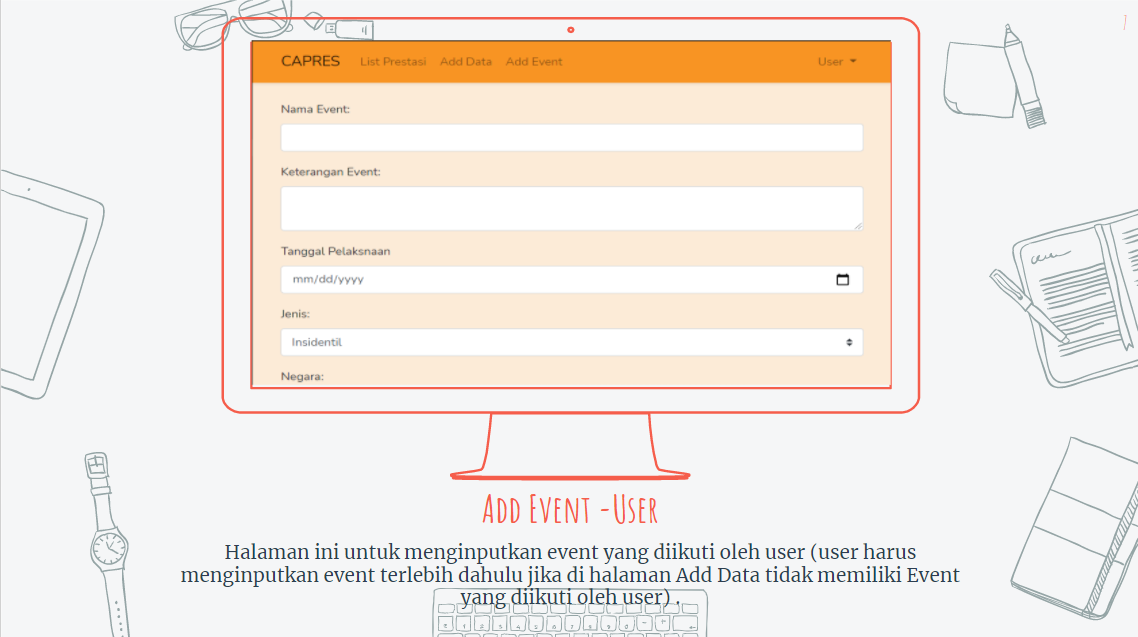 CAPRES List Prestasi Add Data Add Event User
Nama Event:
Keterangan Event:
Tanggal Pelaksnaan
mm/dd/yyyy
Jenis:
Insidentil
Negara:
Add Event -User
Halaman ini untuk menginputkan event yang diikuti oleh user (user harus
menginputkan event terlebih dahulu jika di halaman Add Data tidak memiliki Event
yang diikuti oleh user) .